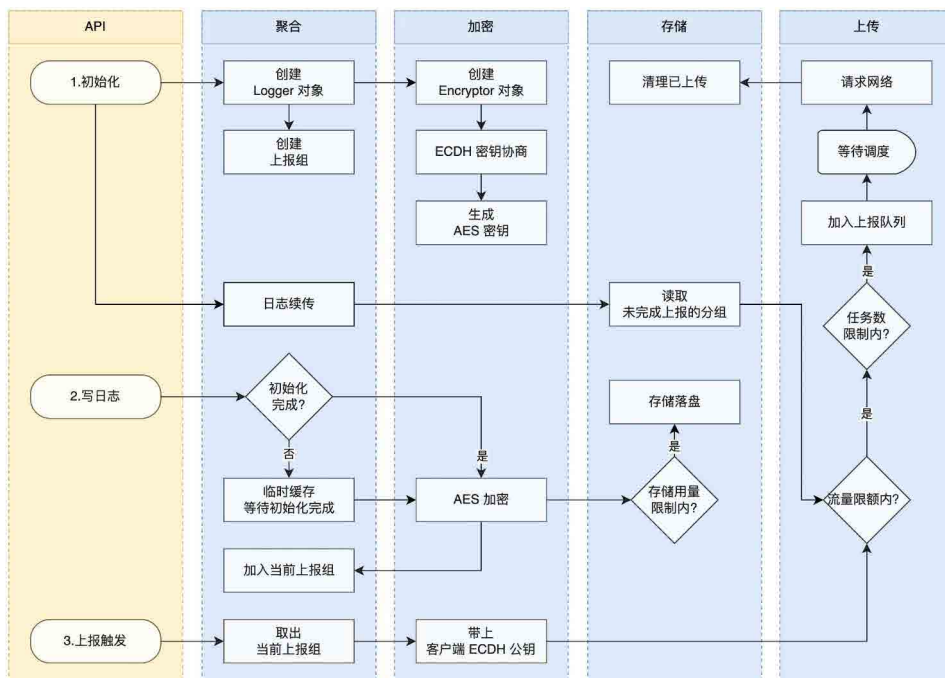 API
聚合
加密
存储
上传
1.初始化
创建
Logger 对象
创建
Encryptor 对象
清理已上传
请求网络
创建
上报组
ECDH 密钥协商
等待调度
生成
AES 密钥
加入上报队列
是
日志续传
读取
未完成上报的分组
任务数
限制内?
2.写日志
初始化
完成?
存储落盘
是
否
是
是
临时缓存
等待初始化完成
AES 加密
存储用量
限制内?
流量限额内?
加入当前上报组
3.上报触发
取出
当前上报组
带上
客户端 ECDH 公钥